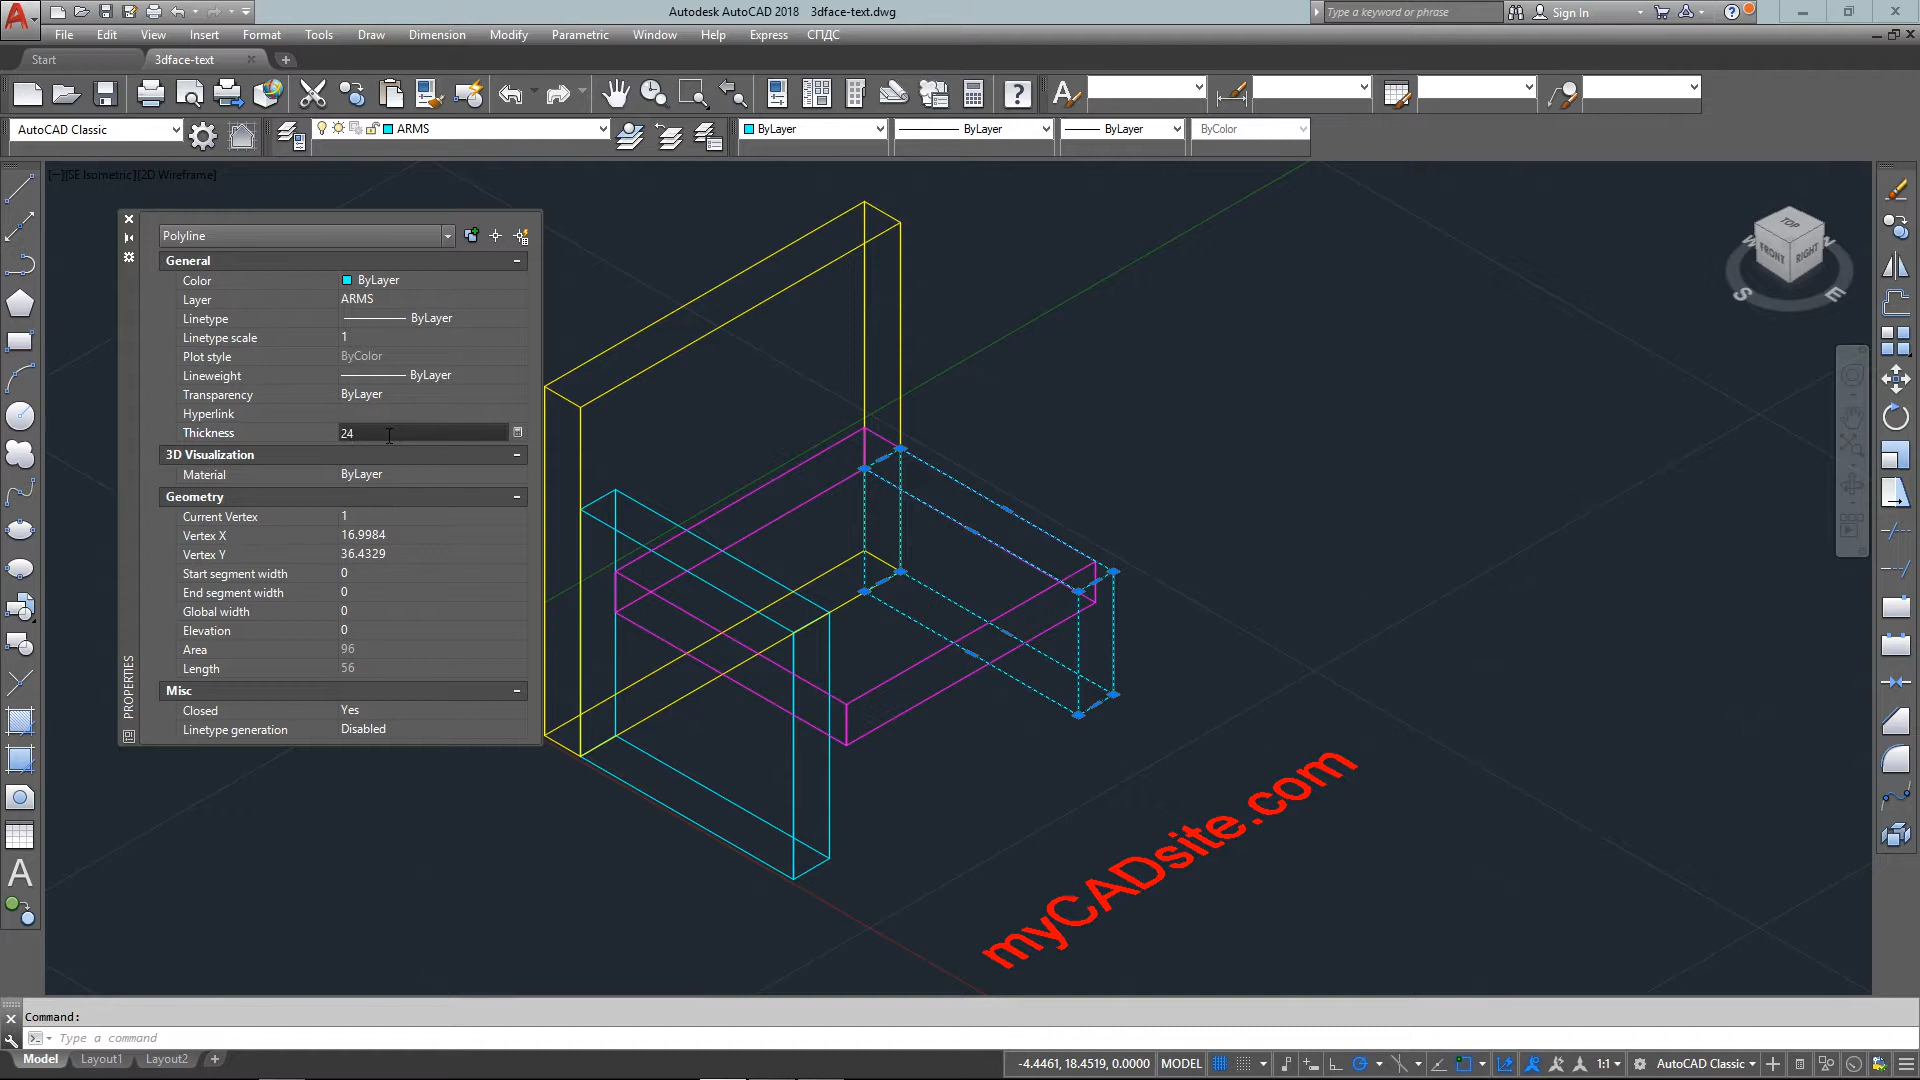 Autodesk AutoCAD 2018 3dface-text.dwg
Type a keyword or phrase
Sign In
File Edit View Insert Format Tools Draw Dimension Modify Parametric Window Help Express СПДС
Start
3dface-text
AutoCAD Classic
ARMS
ByLayer
ByLayer
ByLayer
ByColor
[−][SE Isometric][2D Wireframe]
TOP
FRONT
RIGHT
W
N
S
E
Polyline
General
Color ByLayer
Layer ARMS
Linetype ByLayer
Linetype scale 1
Plot style ByColor
Lineweight ByLayer
Transparency ByLayer
Hyperlink
Thickness 24
3D Visualization
Material ByLayer
Geometry
Current Vertex 1
Vertex X 16.9984
Vertex Y 36.4329
Start segment width 0
End segment width 0
Global width 0
Elevation 0
Area 96
Length 56
Misc
Closed Yes
Linetype generation Disabled
PROPERTIES
myCADsite.com
Command:
Type a command
Model Layout1 Layout2
-4.4461, 18.4519, 0.0000 MODEL
1:1
AutoCAD Classic